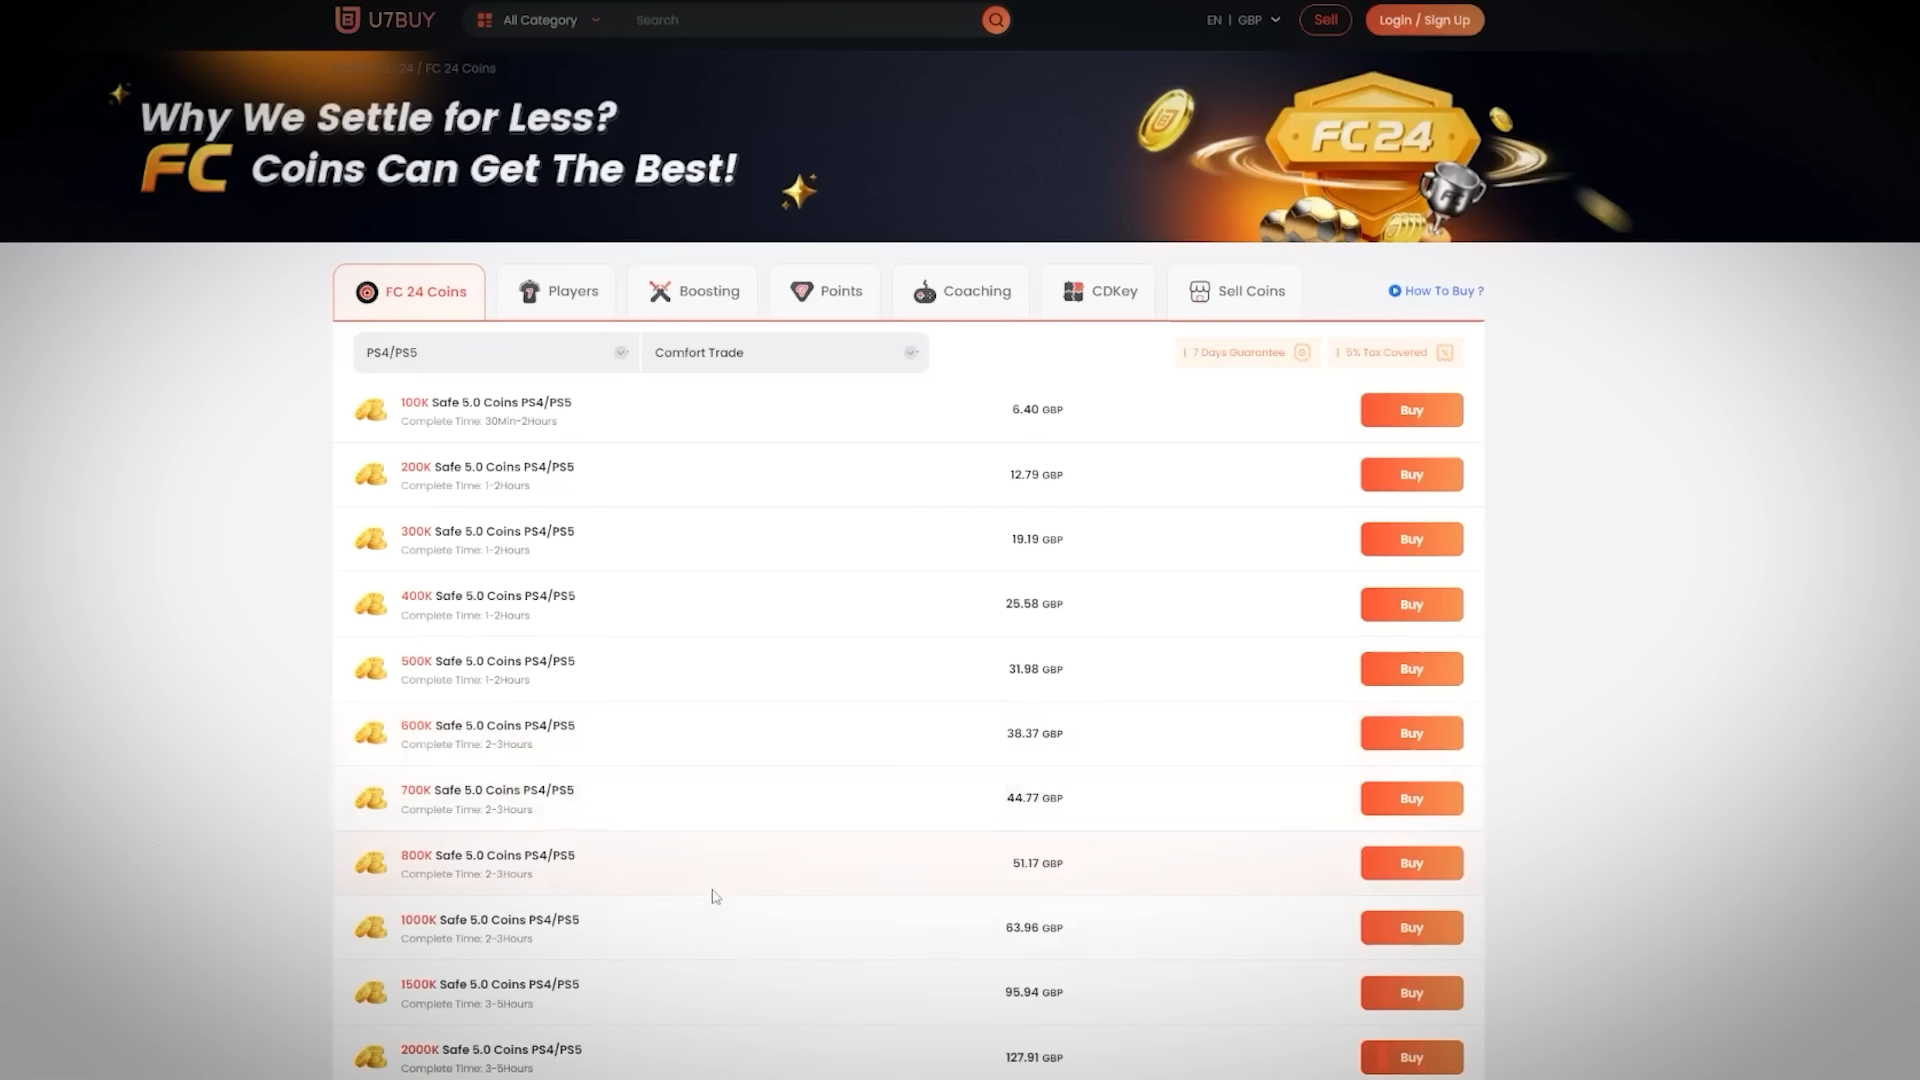 U7BUY
All Category
Search
EN | GBP
Sell
Login / Sign Up
24 / FC 24 Coins
Why We Settle for Less?
FC Coins Can Get The Best!
FC 24
FC 24 Coins
Players
Boosting
Points
Coaching
CDKey
Sell Coins
How To Buy ?
PS4/PS5
Comfort Trade
7 Days Guarantee
5% Tax Covered
100K Safe 5.0 Coins PS4/PS5
Complete Time: 30Min-2Hours
6.40 GBP
Buy
200K Safe 5.0 Coins PS4/PS5
Complete Time: 1-2Hours
12.79 GBP
Buy
300K Safe 5.0 Coins PS4/PS5
Complete Time: 1-2Hours
19.19 GBP
Buy
400K Safe 5.0 Coins PS4/PS5
Complete Time: 1-2Hours
25.58 GBP
Buy
500K Safe 5.0 Coins PS4/PS5
Complete Time: 1-2Hours
31.98 GBP
Buy
600K Safe 5.0 Coins PS4/PS5
Complete Time: 2-3Hours
38.37 GBP
Buy
700K Safe 5.0 Coins PS4/PS5
Complete Time: 2-3Hours
44.77 GBP
Buy
800K Safe 5.0 Coins PS4/PS5
Complete Time: 2-3Hours
51.17 GBP
Buy
1000K Safe 5.0 Coins PS4/PS5
Complete Time: 2-3Hours
63.96 GBP
Buy
1500K Safe 5.0 Coins PS4/PS5
Complete Time: 3-5Hours
95.94 GBP
Buy
2000K Safe 5.0 Coins PS4/PS5
Complete Time: 3-5Hours
127.91 GBP
Buy